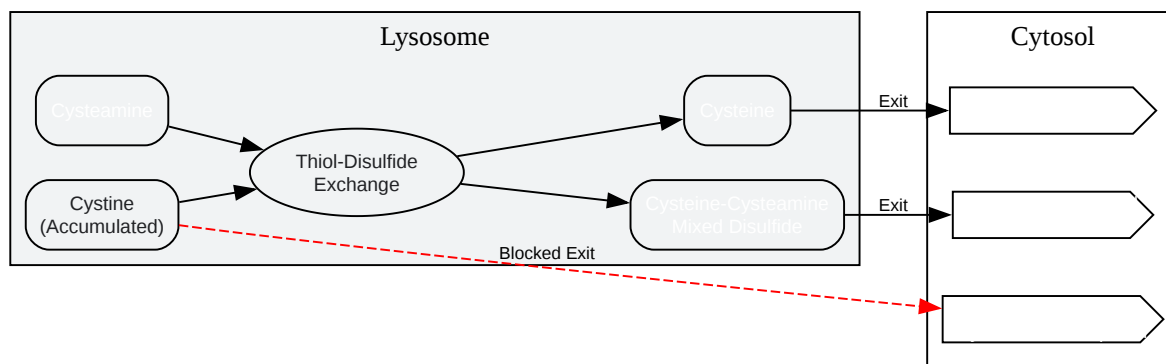 Lysosome
Cytosol
Cysteamine
Cysteine
Exit
Thiol-Disulfide
Exchange
Cystine
(Accumulated)
Cysteine-Cysteamine
Mixed Disulfide
Exit
Blocked Exit